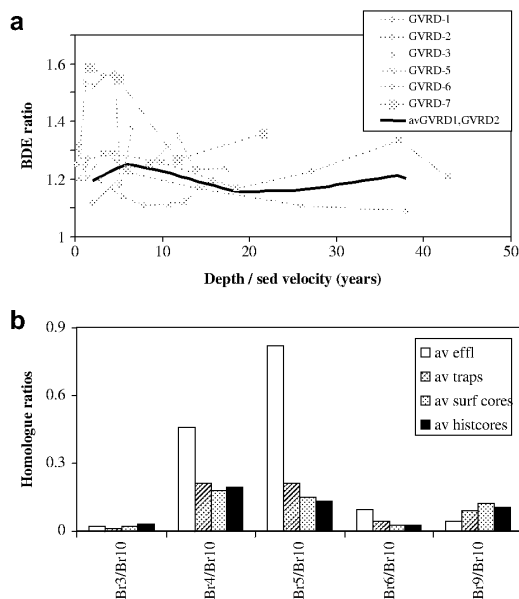 a
GVRD-1
GVRD-2
GVRD-3
GVRD-5
GVRD-6
GVRD-7
avGVRD1,GVRD2
BDE ratio
1.6
1.4
1.2
1
0
10
20
30
40
50
Depth / sed velocity (years)
b
Homologue ratios
0.9
0.6
0.3
0
av effl
av traps
av surf cores
av histcores
Br3/Br10
Br4/Br10
Br5/Br10
Br6/Br10
Br9/Br10